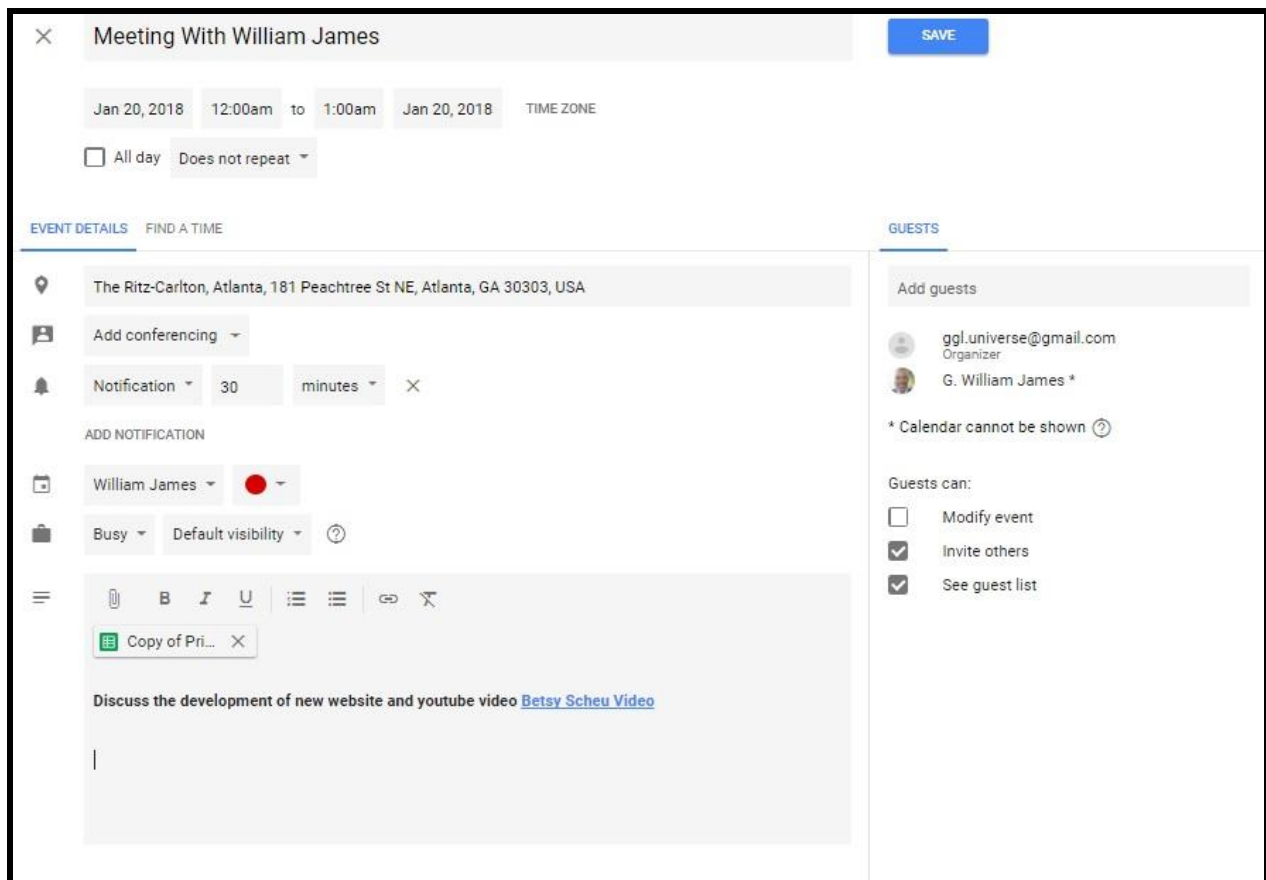 Meeting With William James
SAVE
Jan 20, 2018 12:00am to 1:00am Jan 20, 2018 TIME ZONE
All day Does not repeat
EVENT DETAILS FIND A TIME
The Ritz-Carlton, Atlanta, 181 Peachtree St NE, Atlanta, GA 30303, USA
Add conferencing
Notification 30 minutes
ADD NOTIFICATION
William James
Busy Default visibility
B I U
Copy of Pri...
Discuss the development of new website and youtube video Betsy Scheu Video
GUESTS
Add guests
ggl.universe@gmail.com
Organizer
G. William James *
* Calendar cannot be shown
Guests can:
Modify event
Invite others
See guest list